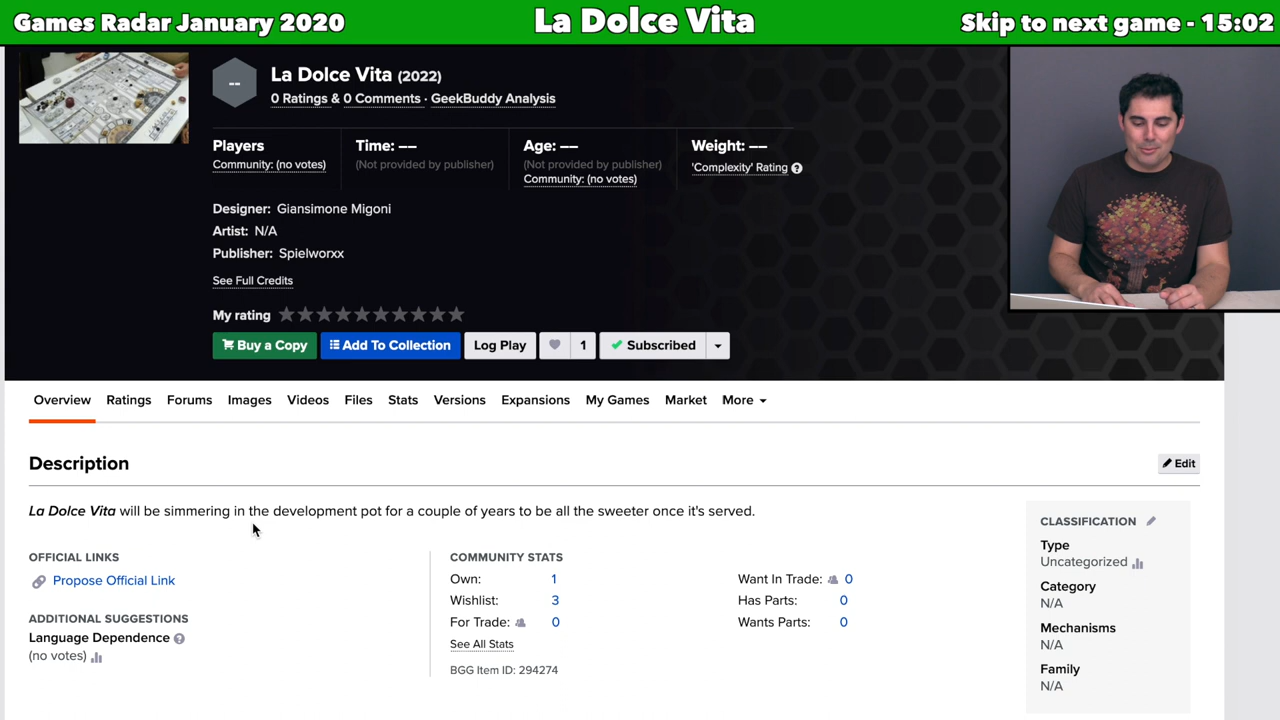 Games Radar January 2020
La Dolce Vita
Skip to next game - 15:02
--
La Dolce Vita (2022)
0 Ratings & 0 Comments · GeekBuddy Analysis
Players
Community: (no votes)
Time: ––
(Not provided by publisher)
Age: ––
(Not provided by publisher)
Community: (no votes)
Weight: ––
'Complexity' Rating ?
Designer: Giansimone Migoni
Artist: N/A
Publisher: Spielworxx
See Full Credits
My rating
Buy a Copy
Add To Collection
Log Play
1
Subscribed
Overview Ratings Forums Images Videos Files Stats Versions Expansions My Games Market More
Description
Edit
La Dolce Vita will be simmering in the development pot for a couple of years to be all the sweeter once it's served.
OFFICIAL LINKS
Propose Official Link
ADDITIONAL SUGGESTIONS
Language Dependence ?
(no votes)
COMMUNITY STATS
Own: 1
Wishlist: 3
For Trade: 0
See All Stats
BGG Item ID: 294274
Want In Trade: 0
Has Parts: 0
Wants Parts: 0
CLASSIFICATION
Type
Uncategorized
Category
N/A
Mechanisms
N/A
Family
N/A